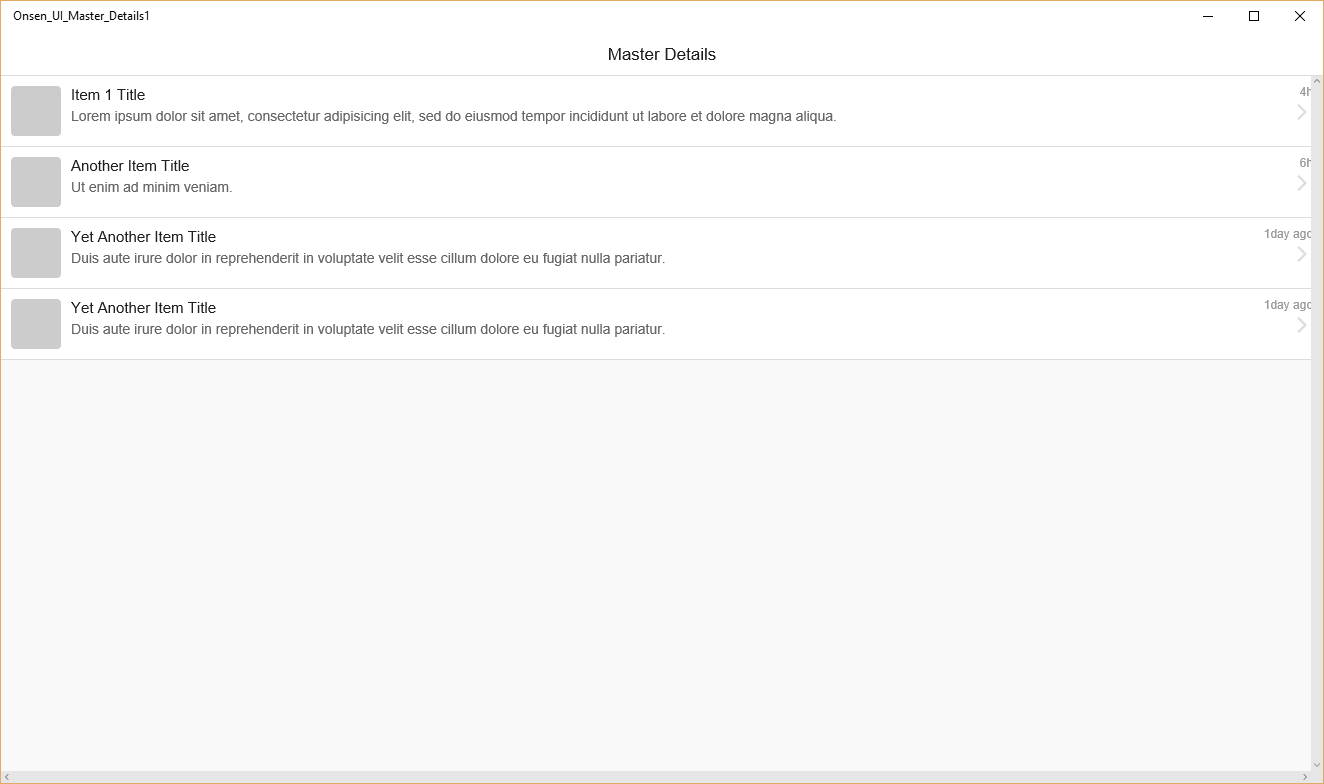 Onsen_UI_Master_Details1
Master Details
Item 1 Title
4h
Lorem ipsum dolor sit amet, consectetur adipisicing elit, sed do eiusmod tempor incididunt ut labore et dolore magna aliqua.
Another Item Title
6h
Ut enim ad minim veniam.
Yet Another Item Title
1day ago
Duis aute irure dolor in reprehenderit in voluptate velit esse cillum dolore eu fugiat nulla pariatur.
Yet Another Item Title
1day ago
Duis aute irure dolor in reprehenderit in voluptate velit esse cillum dolore eu fugiat nulla pariatur.